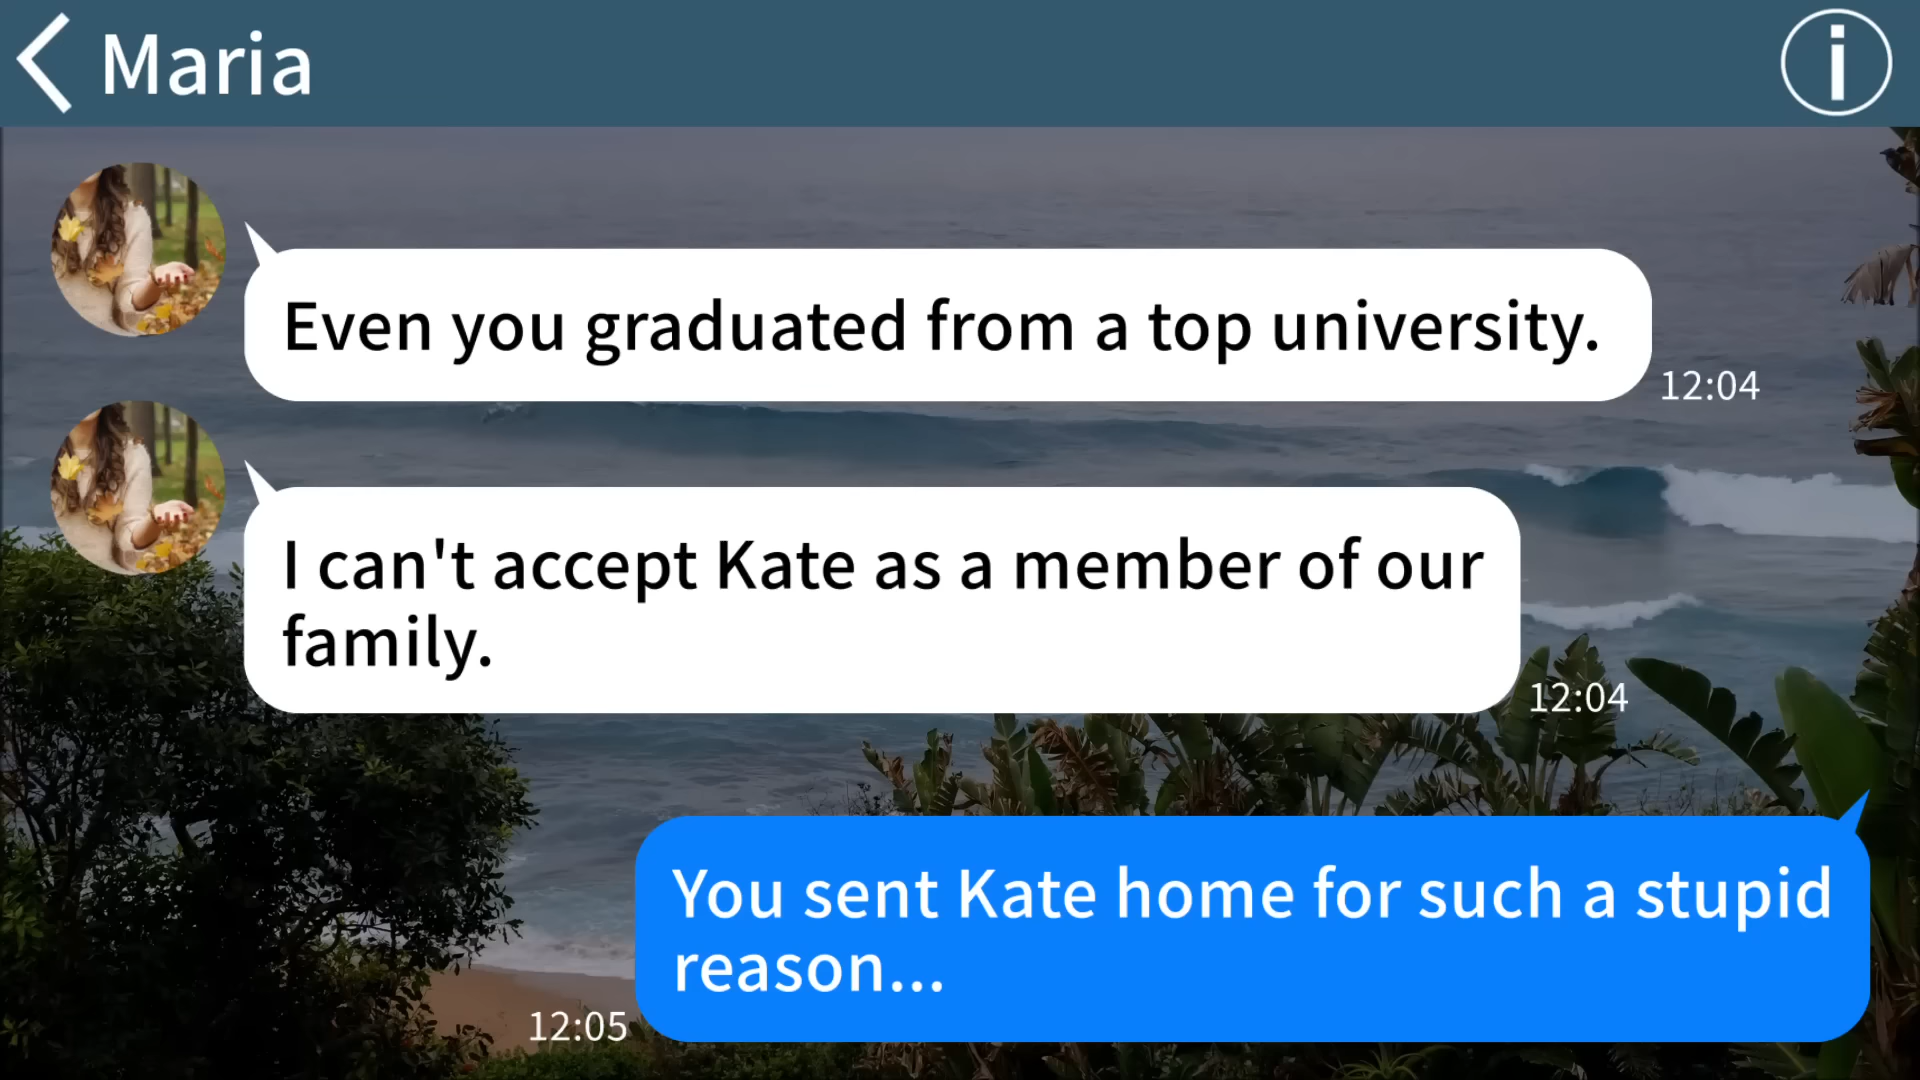 Maria
Even you graduated from a top university.
12:04
I can't accept Kate as a member of our
family.
12:04
You sent Kate home for such a stupid
reason...
12:05